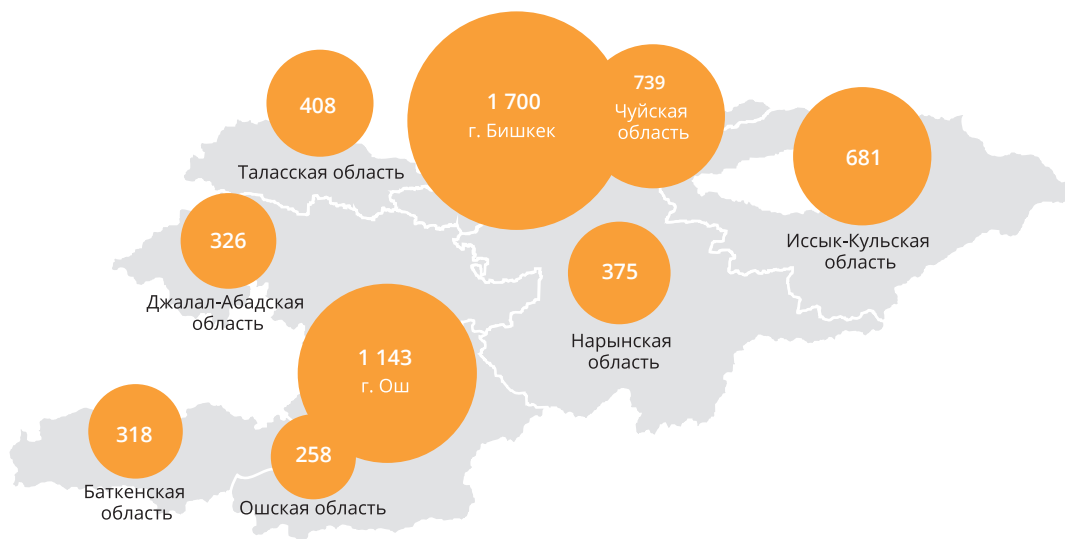 408
Таласская область
1 700
г. Бишкек
739
Чуйская
область
681
Иссык-Кульская
область
326
Джалал-Абадская
область
375
Нарынская
область
1 143
г. Ош
318
Баткенская
область
258
Ошская область